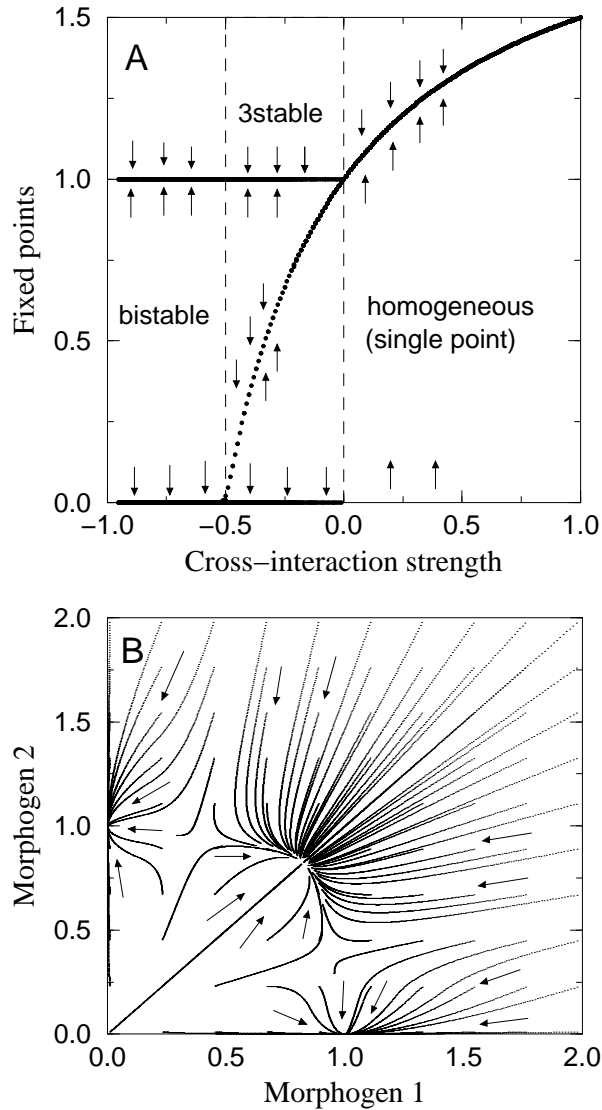 A
1.5
1.0
0.5
0.0
Fixed points
3stable
bistable
homogeneous
(single point)
−1.0 −0.5 0.0 0.5 1.0
Cross−interaction strength
B
2.0
1.5
1.0
0.5
0.0
Morphogen 2
0.0 0.5 1.0 1.5 2.0
Morphogen 1